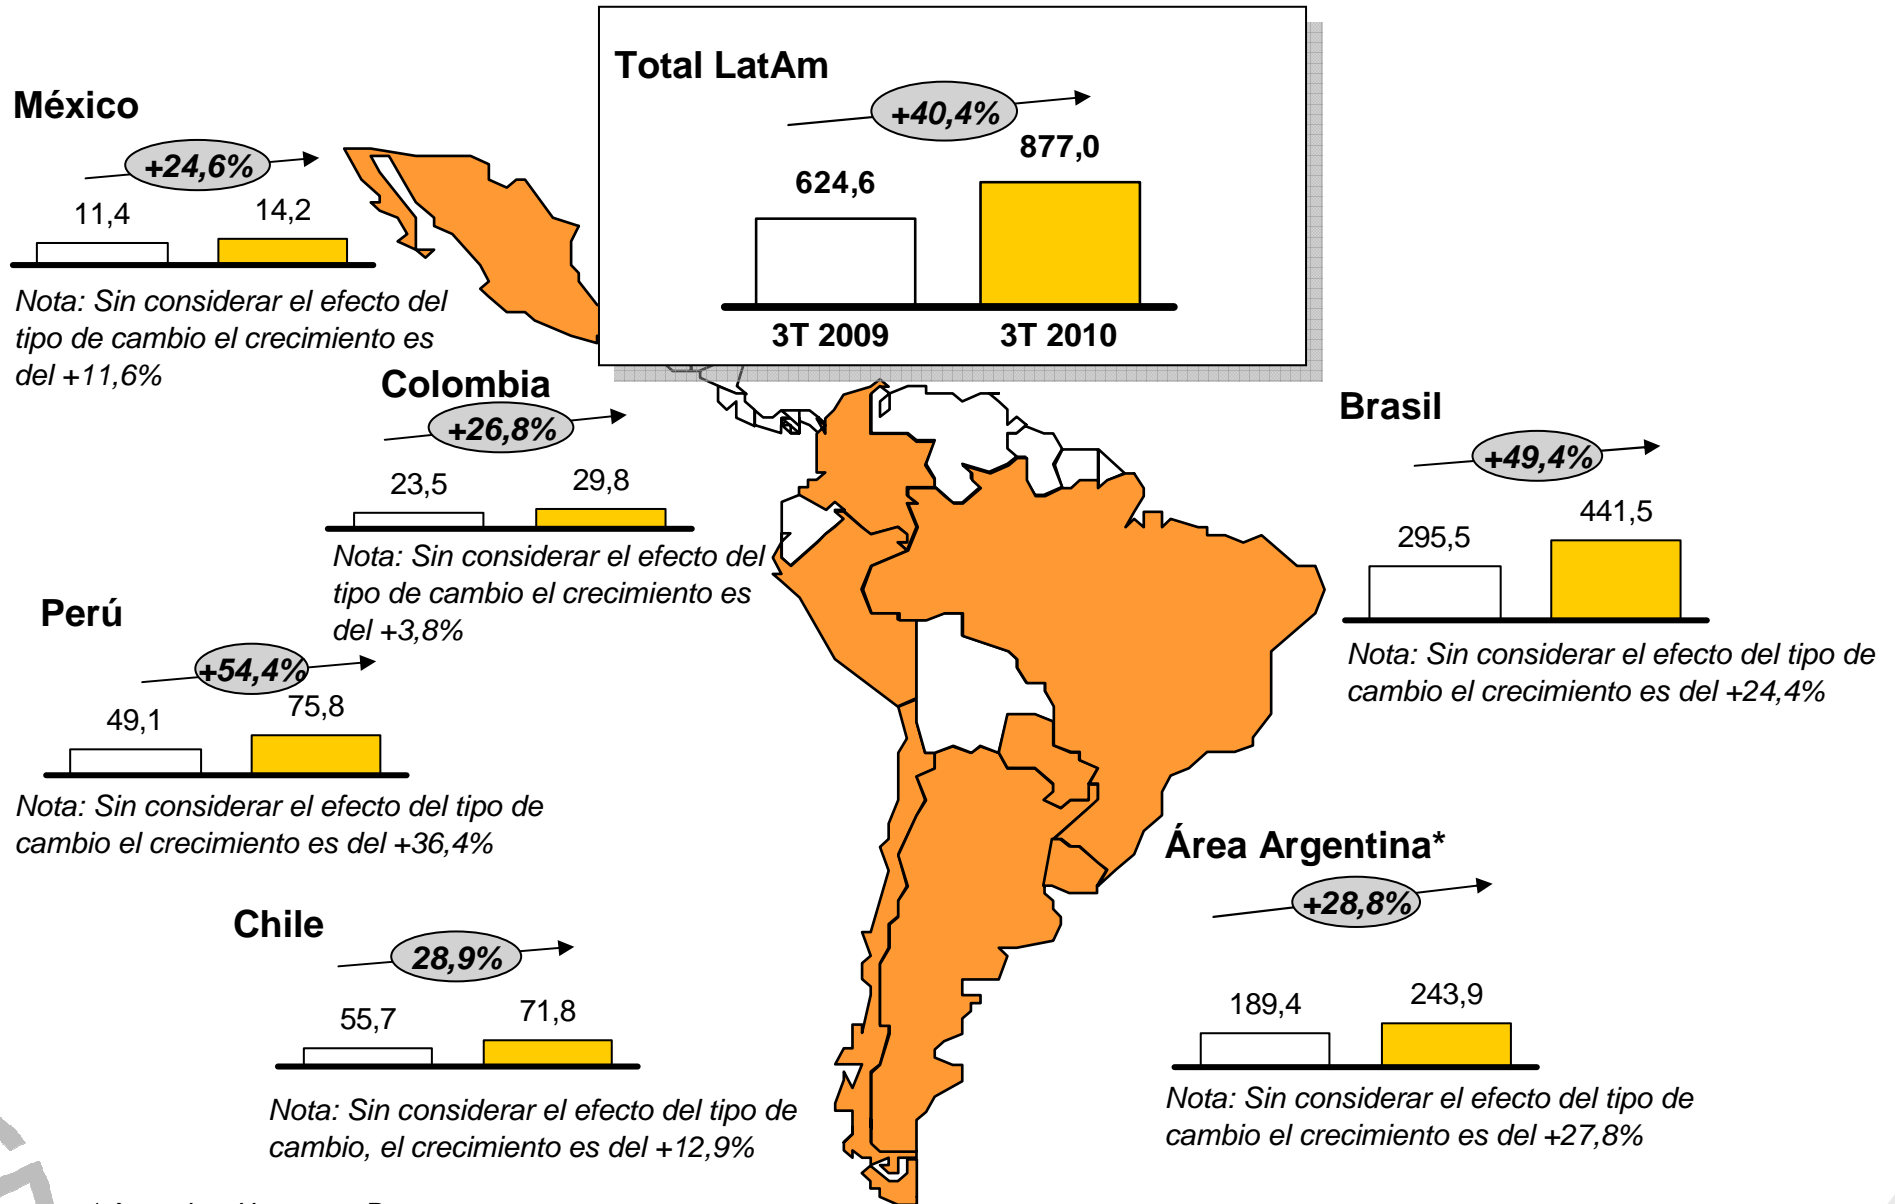 Total LatAm
+40,4%
877,0
624,6
3T 2009
3T 2010
México
+24,6%
11,4
14,2
Nota: Sin considerar el efecto del
tipo de cambio el crecimiento es
del +11,6%
Colombia
+26,8%
23,5
29,8
Nota: Sin considerar el efecto del
tipo de cambio el crecimiento es
del +3,8%
Brasil
+49,4%
295,5
441,5
Nota: Sin considerar el efecto del tipo de
cambio el crecimiento es del +24,4%
Perú
+54,4%
49,1
75,8
Nota: Sin considerar el efecto del tipo de
cambio el crecimiento es del +36,4%
Área Argentina*
+28,8%
189,4
243,9
Nota: Sin considerar el efecto del tipo de
cambio el crecimiento es del +27,8%
Chile
28,9%
55,7
71,8
Nota: Sin considerar el efecto del tipo de
cambio, el crecimiento es del +12,9%